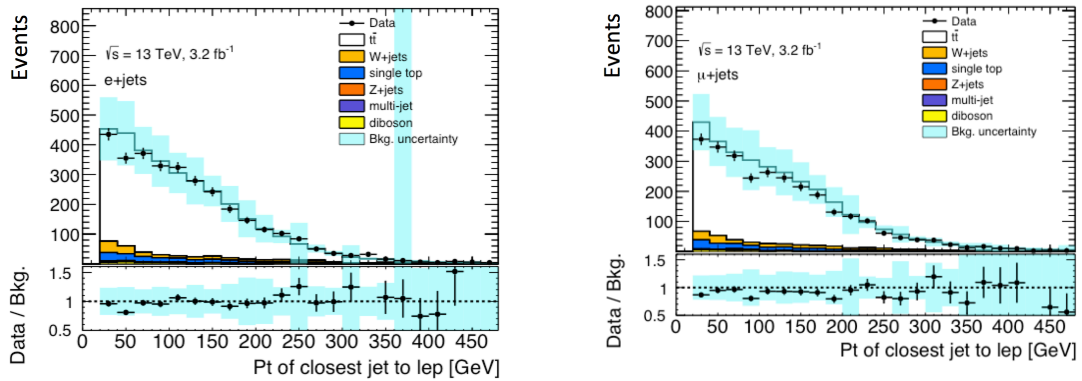 Events
800
700
600
500
400
300
200
100
√s = 13 TeV, 3.2 fb⁻¹
e+jets
Data
tt̄
W+jets
single top
Z+jets
multi-jet
diboson
Bkg. uncertainty
Data / Bkg.
1.5
1
0.5
0 50 100 150 200 250 300 350 400 450
Pt of closest jet to lep [GeV]
Events
800
700
600
500
400
300
200
100
√s = 13 TeV, 3.2 fb⁻¹
μ+jets
Data
tt̄
W+jets
single top
Z+jets
multi-jet
diboson
Bkg. uncertainty
Data / Bkg.
1.5
1
0.5
0 50 100 150 200 250 300 350 400 450
Pt of closest jet to lep [GeV]